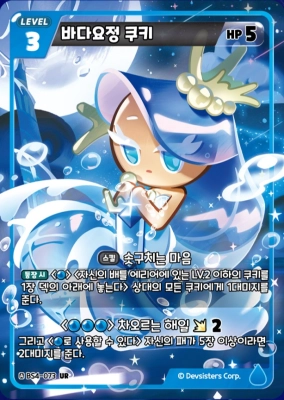 LEVEL
3
바다요정 쿠키
HP 5
스킬 솟구치는 마음
등장 시 < > <자신의 배틀 에리어에 있는 LV.2 이하의 쿠키를
1장 덱의 아래에 놓는다> 상대의 모든 쿠키에게 1대미지를
준다.
< > 차오르는 해일 2
그리고 < 로 사용할 수 있다> 자신의 패가 5장 이상이라면
2대미지를 준다.
BS4-073 UR
© Devsisters Corp.